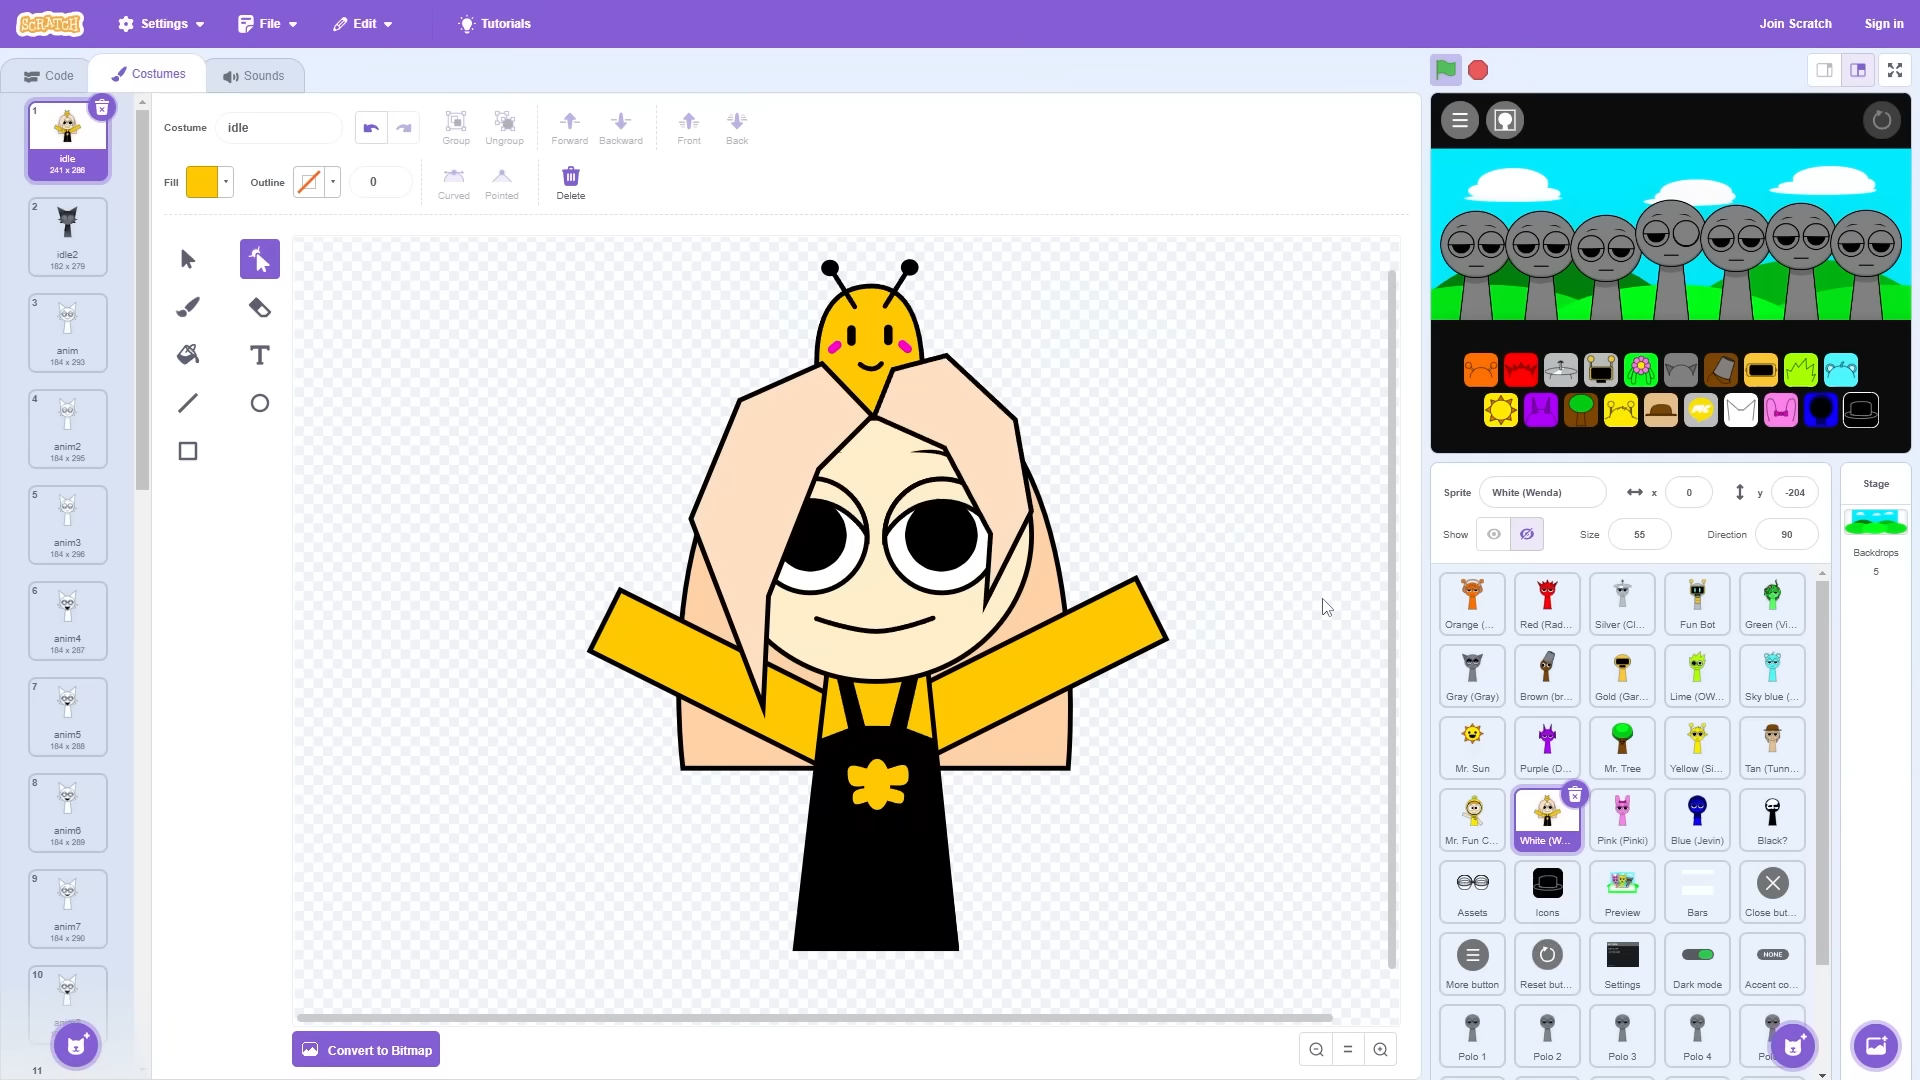 SCRATCH
Settings
File
Edit
Tutorials
Join Scratch
Sign in
Code
Costumes
Sounds
Costume
idle
Group
Ungroup
Forward
Backward
Front
Back
Fill
Outline
0
Curved
Pointed
Delete
1
idle
241 x 286
2
idle2
182 x 279
3
anim
184 x 293
4
anim2
184 x 295
5
anim3
184 x 296
6
anim4
184 x 287
7
anim5
184 x 288
8
anim6
184 x 289
9
anim7
184 x 290
10
11
Convert to Bitmap
Sprite
White (Wenda)
x
0
y
-204
Show
Size
55
Direction
90
Stage
Backdrops
5
Orange (...
Red (Rad...
Silver (Cl...
Fun Bot
Green (Vi...
Gray (Gray)
Brown (br...
Gold (Gar...
Lime (OW...
Sky blue (...
Mr. Sun
Purple (D...
Mr. Tree
Yellow (Si...
Tan (Tunn...
Mr. Fun C...
White (W...
Pink (Pinki)
Blue (Jevin)
Black?
Assets
Icons
Preview
Bars
Close but...
More button
Reset but...
Settings
Dark mode
NONE
Accent co...
Polo 1
Polo 2
Polo 3
Polo 4